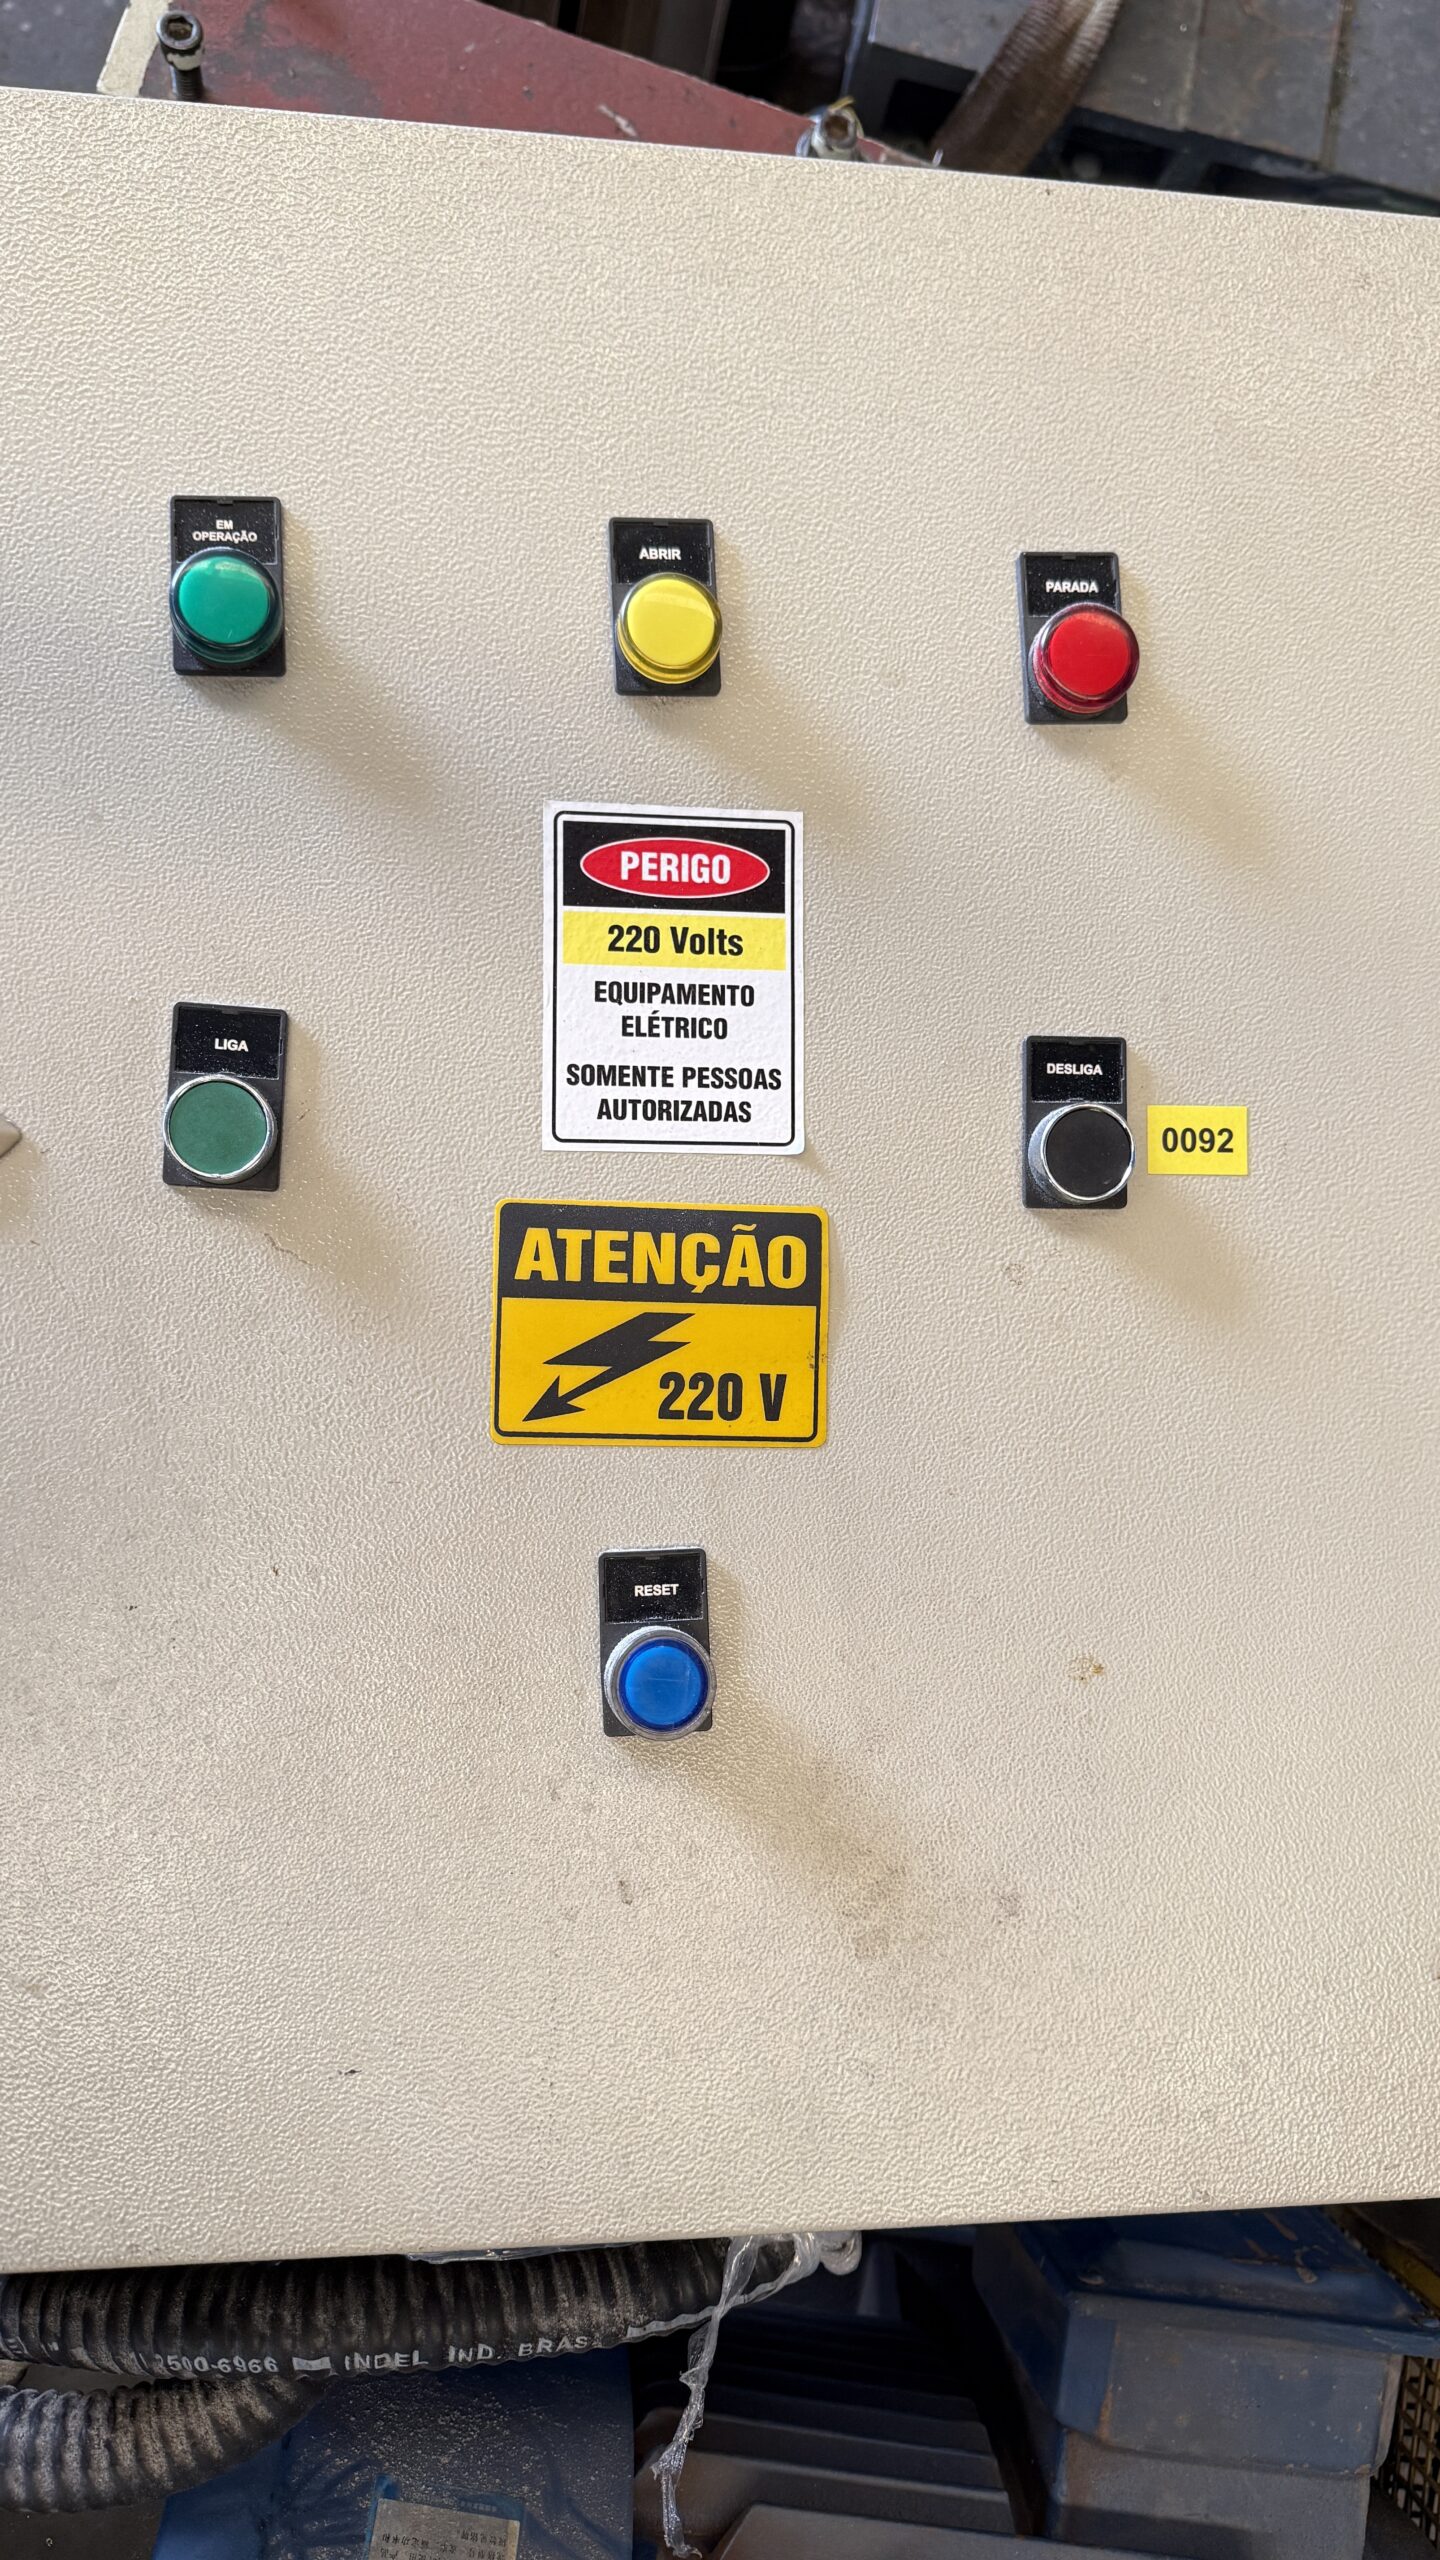 EM
OPERAÇÃO
ABRIR
PARADA
PERIGO
220 Volts
EQUIPAMENTO
ELÉTRICO
SOMENTE PESSOAS
AUTORIZADAS
LIGA
DESLIGA
0092
ATENÇÃO
220 V
RESET
2500-6966 INDEL IND. BRAS.